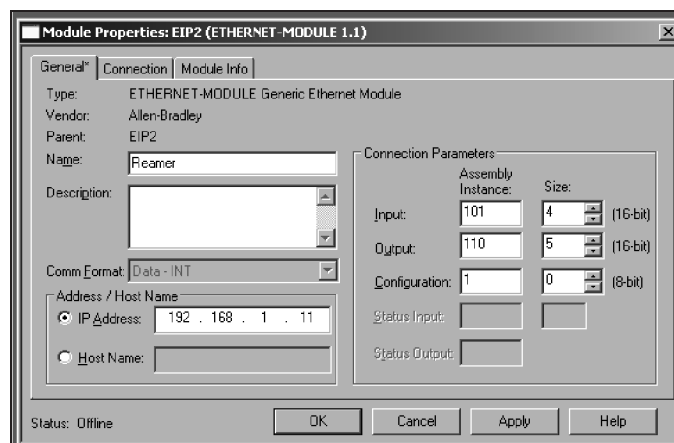 Module Properties: EIP2 (ETHERNET-MODULE 1.1)
General* Connection Module Info
Type: ETHERNET-MODULE Generic Ethernet Module
Vendor: Allen-Bradley
Parent: EIP2
Name: Reamer
Description:
Comm Format: Data - INT
Address / Host Name
IP Address: 192 . 168 . 1 . 11
Host Name:
Connection Parameters
Assembly Instance: Size:
Input: 101 4 (16-bit)
Output: 110 5 (16-bit)
Configuration: 1 0 (8-bit)
Status Input:
Status Output:
Status: Offline OK Cancel Apply Help